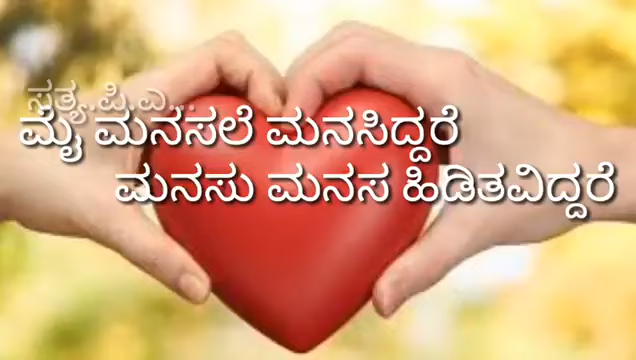 ಸತ್ಯ.ಪಿ.ಎ...
ಮೈ ಮನಸಲೆ ಮನಸಿದ್ದರೆ
ಮನಸು ಮನಸ ಹಿಡಿತವಿದ್ದರೆ